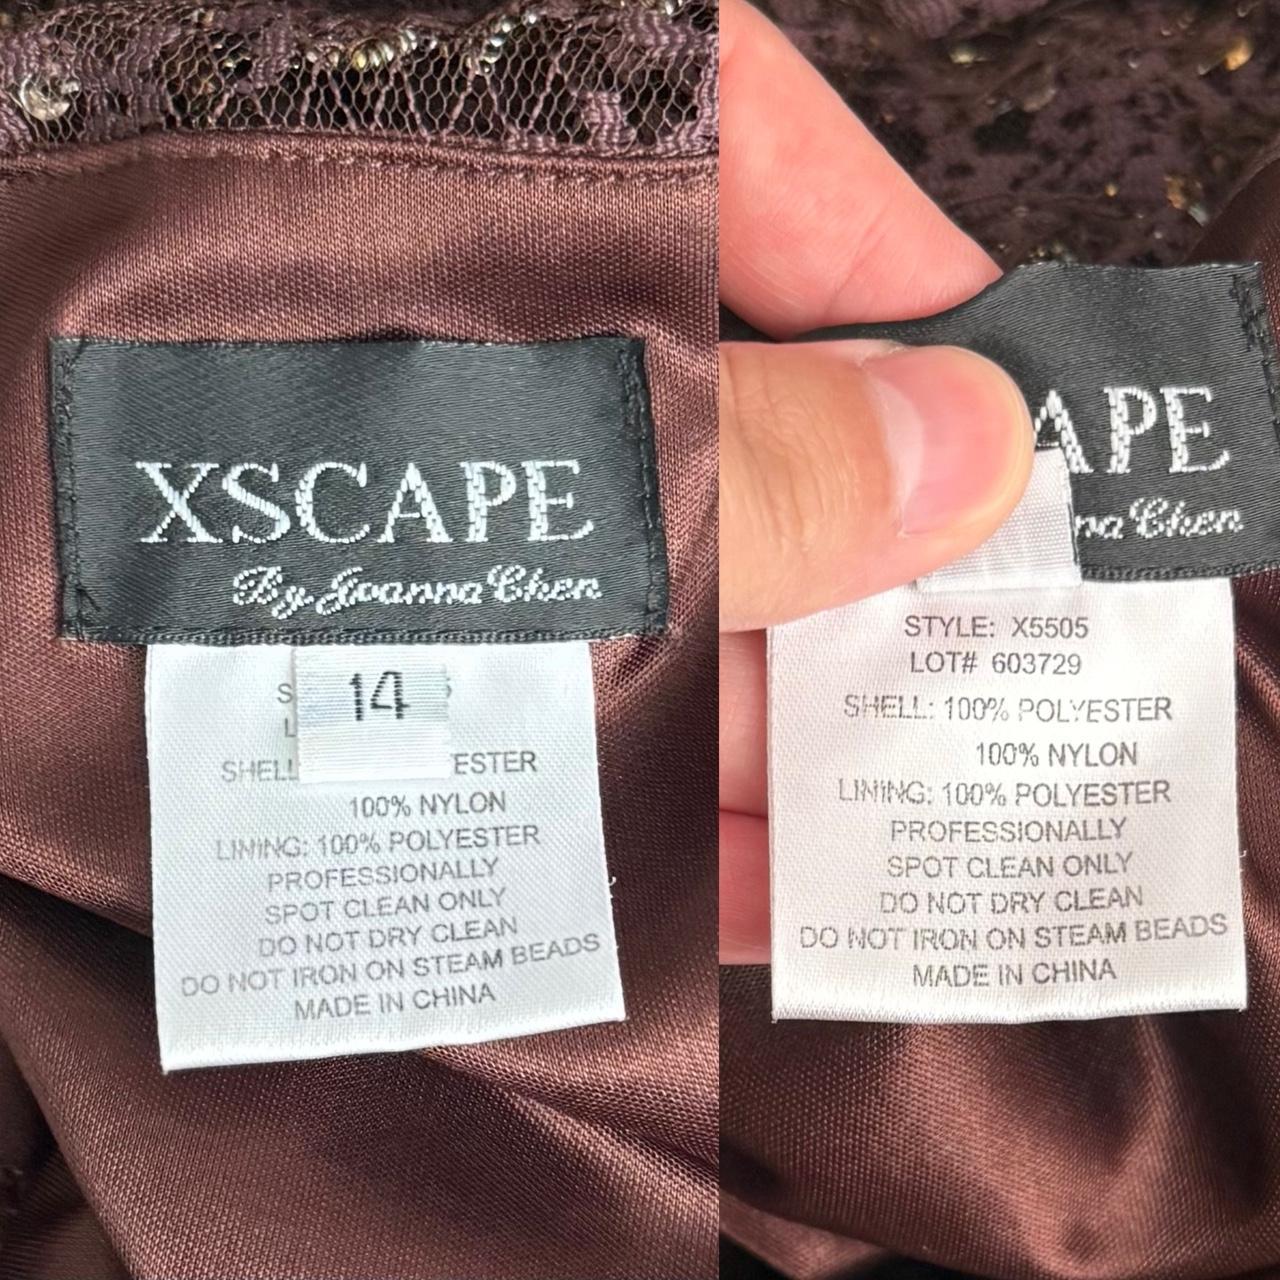 XSCAPE
By Joanna Chen
14
S 5
L
SHELL ESTER
100% NYLON
LINING: 100% POLYESTER
PROFESSIONALLY
SPOT CLEAN ONLY
DO NOT DRY CLEAN
DO NOT IRON ON STEAM BEADS
MADE IN CHINA
APE
na Chen
STYLE: X5505
LOT# 603729
SHELL: 100% POLYESTER
100% NYLON
LINING: 100% POLYESTER
PROFESSIONALLY
SPOT CLEAN ONLY
DO NOT DRY CLEAN
DO NOT IRON ON STEAM BEADS
MADE IN CHINA